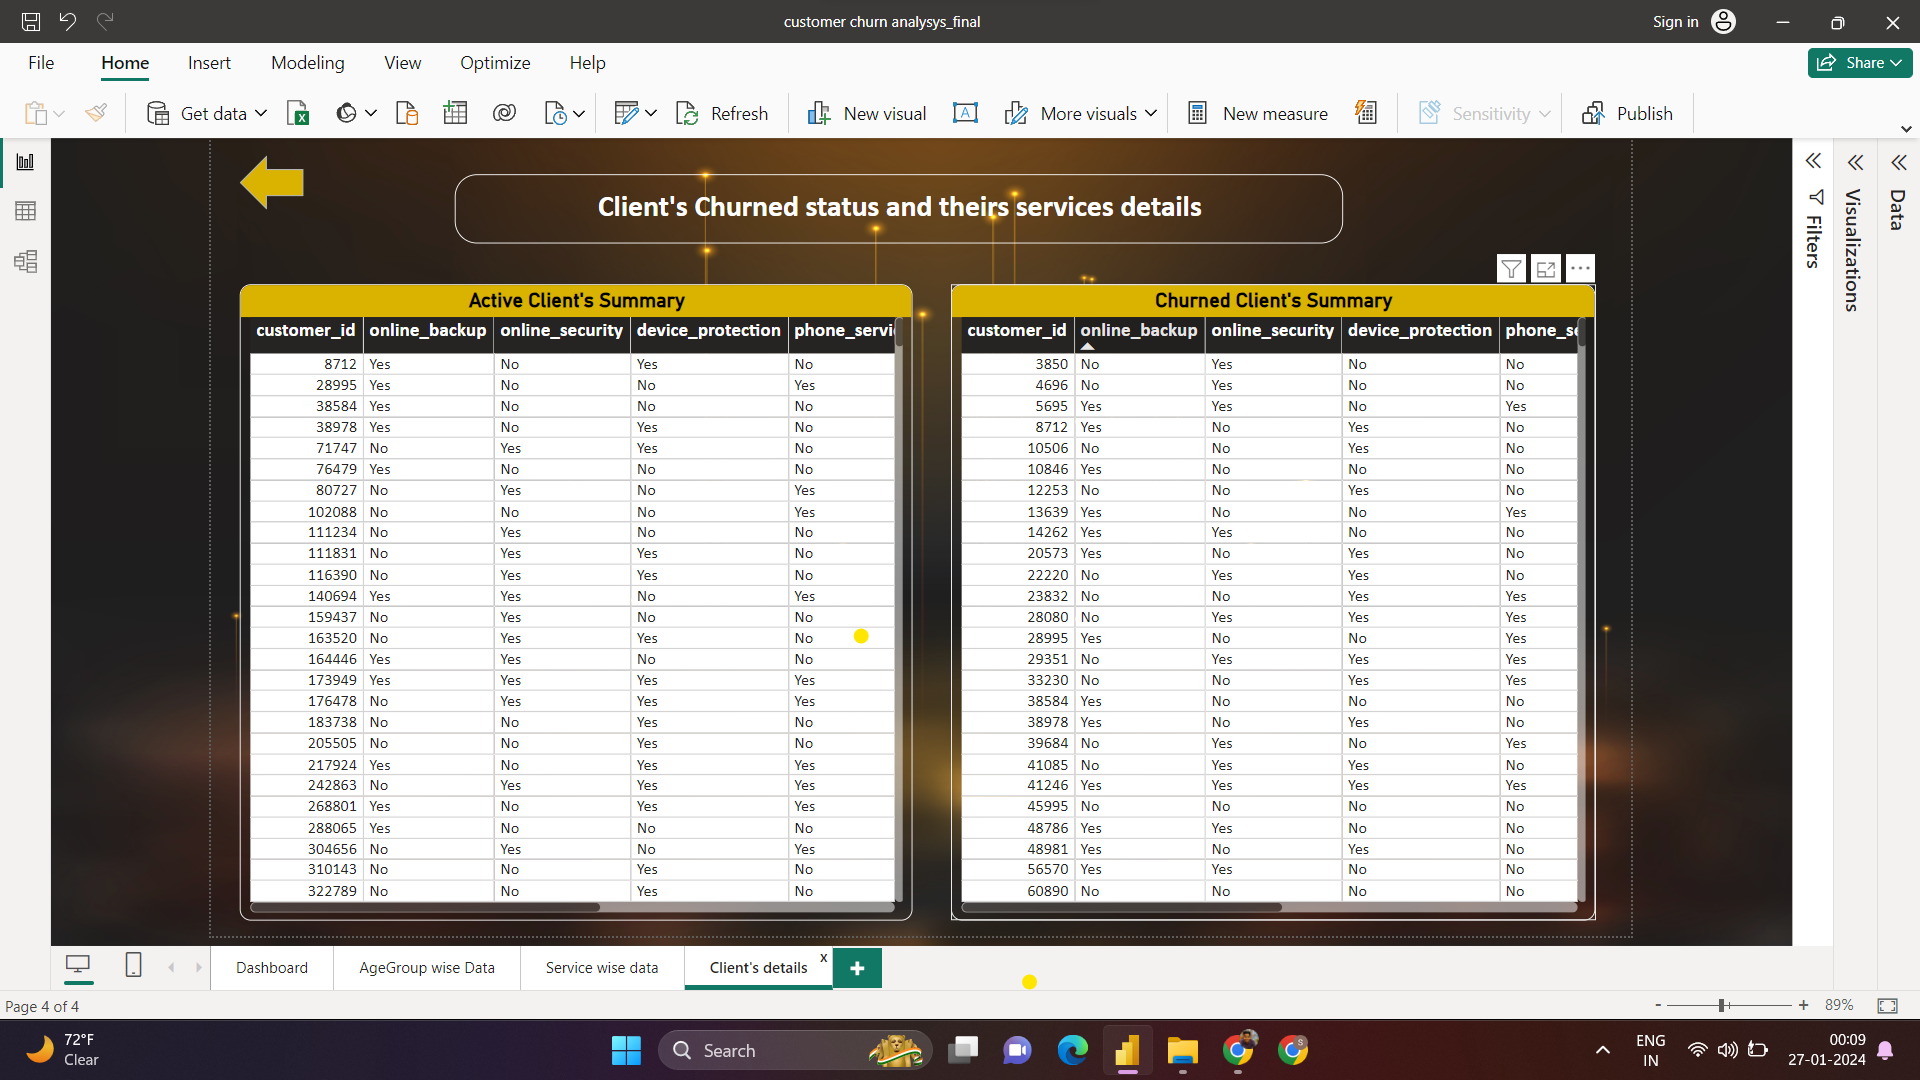 customer churn analysys_final
Sign in
File Home Insert Modeling View Optimize Help
Share
Get data Refresh New visual More visuals New measure Sensitivity Publish
Client's Churned status and theirs services details
Filters
Visualizations
Data
Active Client's Summary
customer_id online_backup online_security device_protection phone_servi
8712 Yes No Yes No
28995 Yes No No Yes
38584 Yes No No No
38978 Yes No Yes No
71747 No Yes Yes No
76479 Yes No No No
80727 No Yes No Yes
102088 No No No Yes
111234 No Yes No No
111831 No Yes Yes No
116390 No Yes Yes No
140694 Yes Yes No Yes
159437 No Yes No No
163520 No Yes Yes No
164446 Yes Yes No No
173949 Yes Yes Yes Yes
176478 No Yes Yes Yes
183738 No No Yes No
205505 No No Yes No
217924 Yes No Yes Yes
242863 No Yes Yes Yes
268801 Yes No Yes Yes
288065 Yes No No No
304656 No Yes No Yes
310143 No No Yes No
322789 No No Yes No
Churned Client's Summary
customer_id online_backup online_security device_protection phone_se
3850 No Yes No No
4696 No Yes No No
5695 Yes Yes No Yes
8712 Yes No Yes No
10506 No No Yes No
10846 Yes No No No
12253 No No Yes No
13639 Yes No No Yes
14262 Yes Yes No No
20573 Yes No Yes No
22220 No Yes Yes No
23832 No No Yes Yes
28080 No Yes Yes Yes
28995 Yes No No Yes
29351 No Yes Yes Yes
33230 No No Yes Yes
38584 Yes No No No
38978 Yes No Yes No
39684 No Yes No Yes
41085 No Yes Yes No
41246 Yes Yes Yes Yes
45995 No No No No
48786 Yes Yes No No
48981 Yes No Yes No
56570 Yes Yes No No
60890 No No No No
Dashboard AgeGroup wise Data Service wise data Client's details x +
Page 4 of 4
- + 89%
72°F
Clear
Search
ENG
IN
00:09
27-01-2024